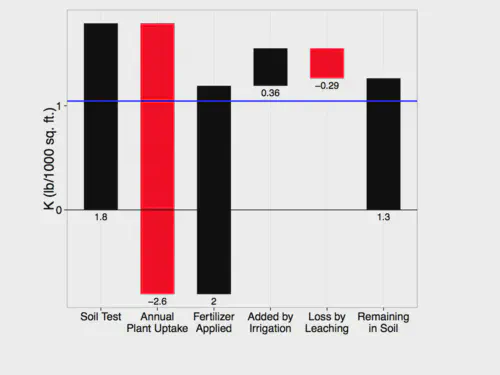 K (lb/1000 sq. ft.)
1
0
0.36
−0.29
1.8
1.3
−2.6
2
Soil Test
Annual
Plant Uptake
Fertilizer
Applied
Added by
Irrigation
Loss by
Leaching
Remaining
in Soil